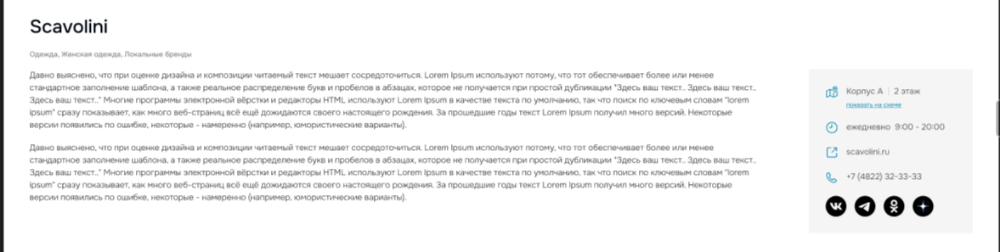 Scavolini
Одежда, Женская одежда, Локальные бренды
Давно выяснено, что при оценке дизайна и композиции читаемый текст мешает сосредоточиться. Lorem Ipsum используют потому, что тот обеспечивает более или менее
стандартное заполнение шаблона, а также реальное распределение букв и пробелов в абзацах, которое не получается при простой дубликации "Здесь ваш текст.. Здесь ваш текст..
Здесь ваш текст.." Многие программы электронной вёрстки и редакторы HTML используют Lorem Ipsum в качестве текста по умолчанию, так что поиск по ключевым словам "lorem
ipsum" сразу показывает, как много веб-страниц всё ещё дожидаются своего настоящего рождения. За прошедшие годы текст Lorem Ipsum получил много версий. Некоторые
версии появились по ошибке, некоторые - намеренно (например, юмористические варианты).
Давно выяснено, что при оценке дизайна и композиции читаемый текст мешает сосредоточиться. Lorem Ipsum используют потому, что тот обеспечивает более или менее
стандартное заполнение шаблона, а также реальное распределение букв и пробелов в абзацах, которое не получается при простой дубликации "Здесь ваш текст.. Здесь ваш текст..
Здесь ваш текст.." Многие программы электронной вёрстки и редакторы HTML используют Lorem Ipsum в качестве текста по умолчанию, так что поиск по ключевым словам "lorem
ipsum" сразу показывает, как много веб-страниц всё ещё дожидаются своего настоящего рождения. За прошедшие годы текст Lorem Ipsum получил много версий. Некоторые
версии появились по ошибке, некоторые - намеренно (например, юмористические варианты).
Корпус А | 2 этаж
показать на схеме
ежедневно 9:00 - 20:00
scavolini.ru
+7 (4822) 32-33-33